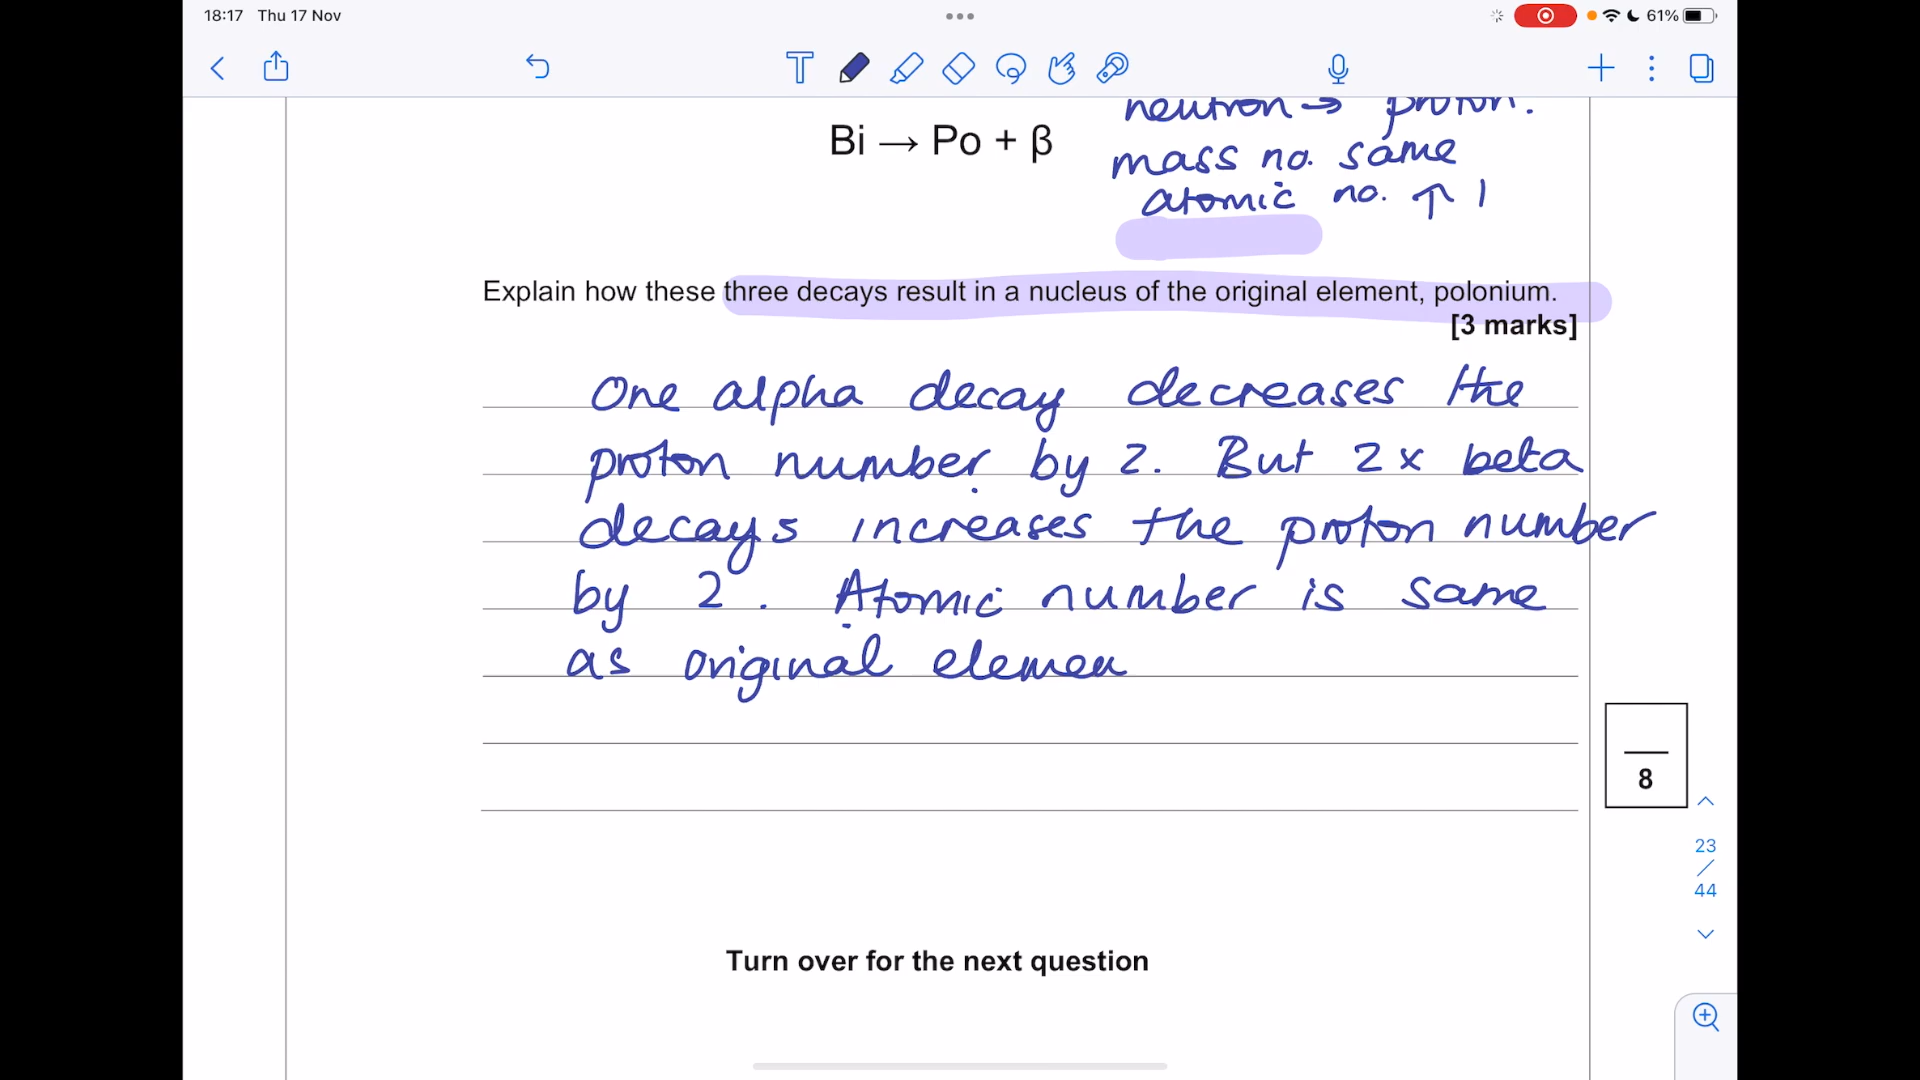 18:17 Thu 17 Nov
61%
neutron → proton.
Bi → Po + β
mass no. same
atomic no. ↑ 1
Explain how these three decays result in a nucleus of the original element, polonium.
[3 marks]
One alpha decay decreases the
proton number by 2. But 2x beta
decays increases the proton number
by 2. Atomic number is same
as original elemen
8
23
/
44
Turn over for the next question